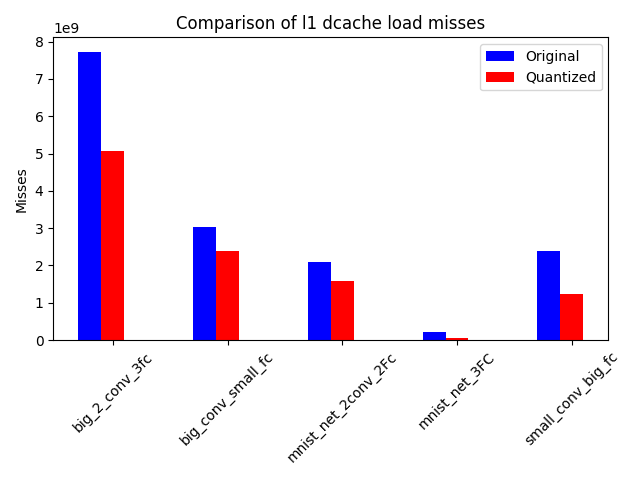 Comparison of l1 dcache load misses
1e9
Original
Quantized
8
7
6
5
4
3
2
1
0
Misses
big_2_conv_3fc
big_conv_small_fc
mnist_net_2conv_2Fc
mnist_net_3FC
small_conv_big_fc